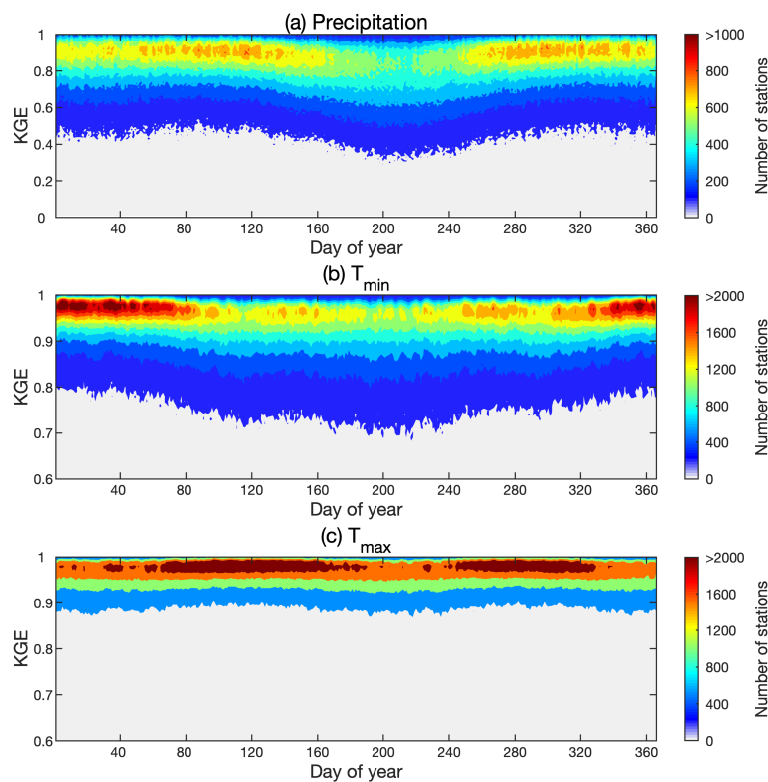 (a) Precipitation
KGE
1
0.8
0.6
0.4
0.2
0
40 80 120 160 200 240 280 320 360
Day of year
>1000
800
600
400
200
0
Number of stations
(b) Tmin
KGE
1
0.9
0.8
0.7
0.6
40 80 120 160 200 240 280 320 360
Day of year
>2000
1600
1200
800
400
0
Number of stations
(c) Tmax
KGE
1
0.9
0.8
0.7
0.6
40 80 120 160 200 240 280 320 360
Day of year
>2000
1600
1200
800
400
0
Number of stations